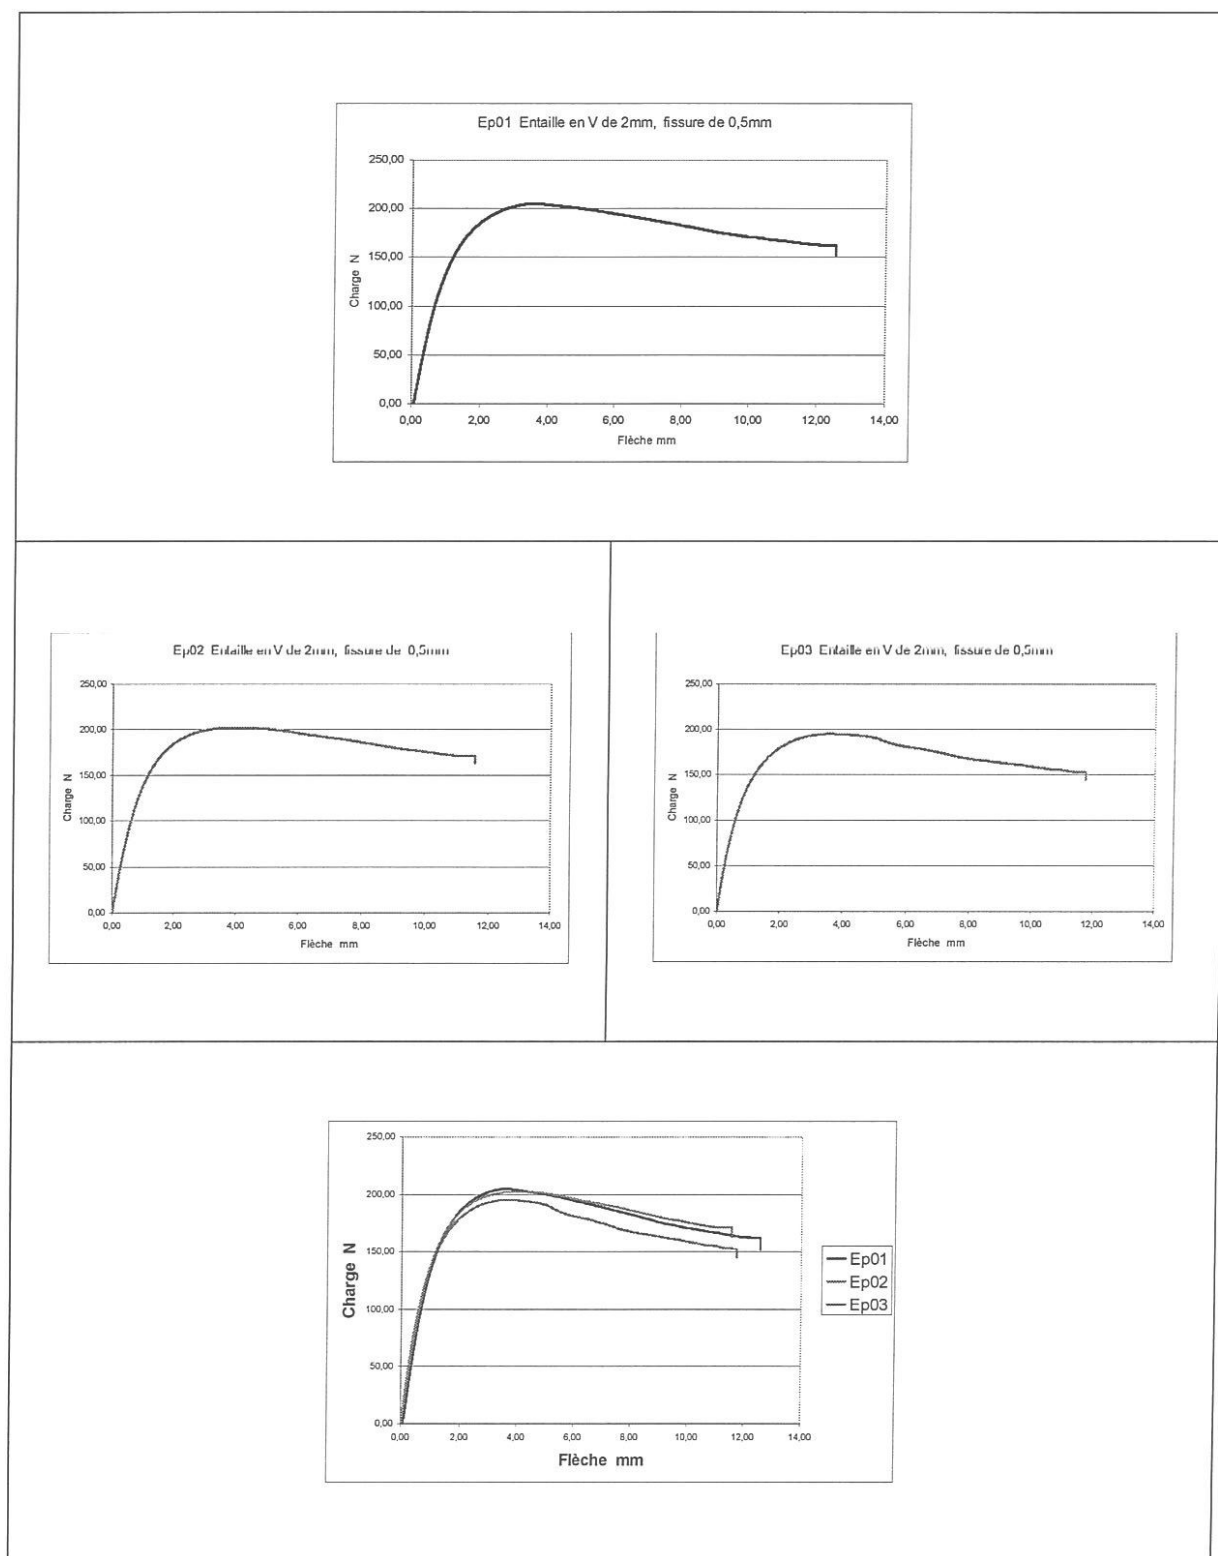 Ep01 Entaille en V de 2mm, fissure de 0,5mm
250,00
200,00
150,00
100,00
50,00
0,00
Charge N
0,00 2,00 4,00 6,00 8,00 10,00 12,00 14,00
Flèche mm
Ep02 Entaille en V de 2mm, fissure de 0,5mm
250,00
200,00
150,00
100,00
50,00
0,00
Charge N
0,00 2,00 4,00 6,00 8,00 10,00 12,00 14,00
Flèche mm
Ep03 Entaille en V de 2mm, fissure de 0,5mm
250,00
200,00
150,00
100,00
50,00
0,00
Charge N
0,00 2,00 4,00 6,00 8,00 10,00 12,00 14,00
Flèche mm
250,00
200,00
150,00
100,00
50,00
0,00
Charge N
0,00 2,00 4,00 6,00 8,00 10,00 12,00 14,00
Flèche mm
Ep01
Ep02
Ep03